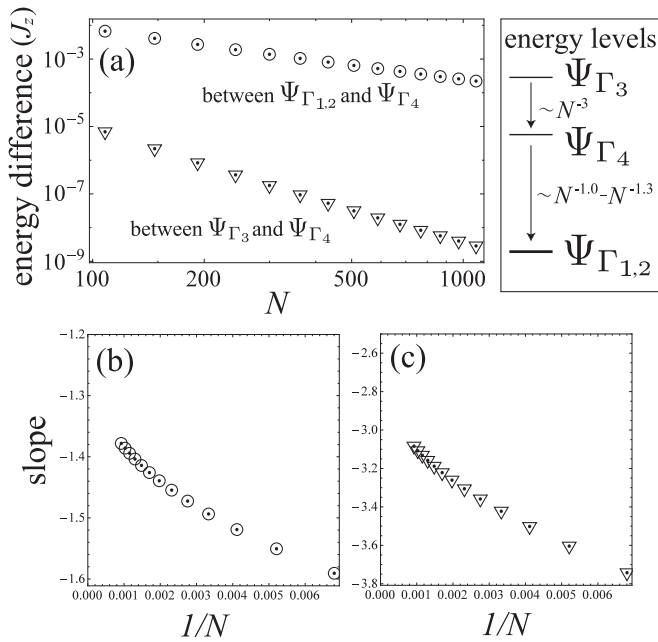 energy difference (J_z)
10⁻³
10⁻⁵
10⁻⁷
10⁻⁹
(a)
between Ψ_Γ₁,₂ and Ψ_Γ₄
between Ψ_Γ₃ and Ψ_Γ₄
100 200 500 1000
N
energy levels
Ψ_Γ₃
~N⁻³
Ψ_Γ₄
~N⁻¹·⁰–N⁻¹·³
Ψ_Γ₁,₂
slope
(b)
−1.2
−1.3
−1.4
−1.5
−1.6
0.000 0.001 0.002 0.003 0.004 0.005 0.006
1/N
(c)
−2.6
−2.8
−3.0
−3.2
−3.4
−3.6
−3.8
0.000 0.001 0.002 0.003 0.004 0.005 0.006
1/N